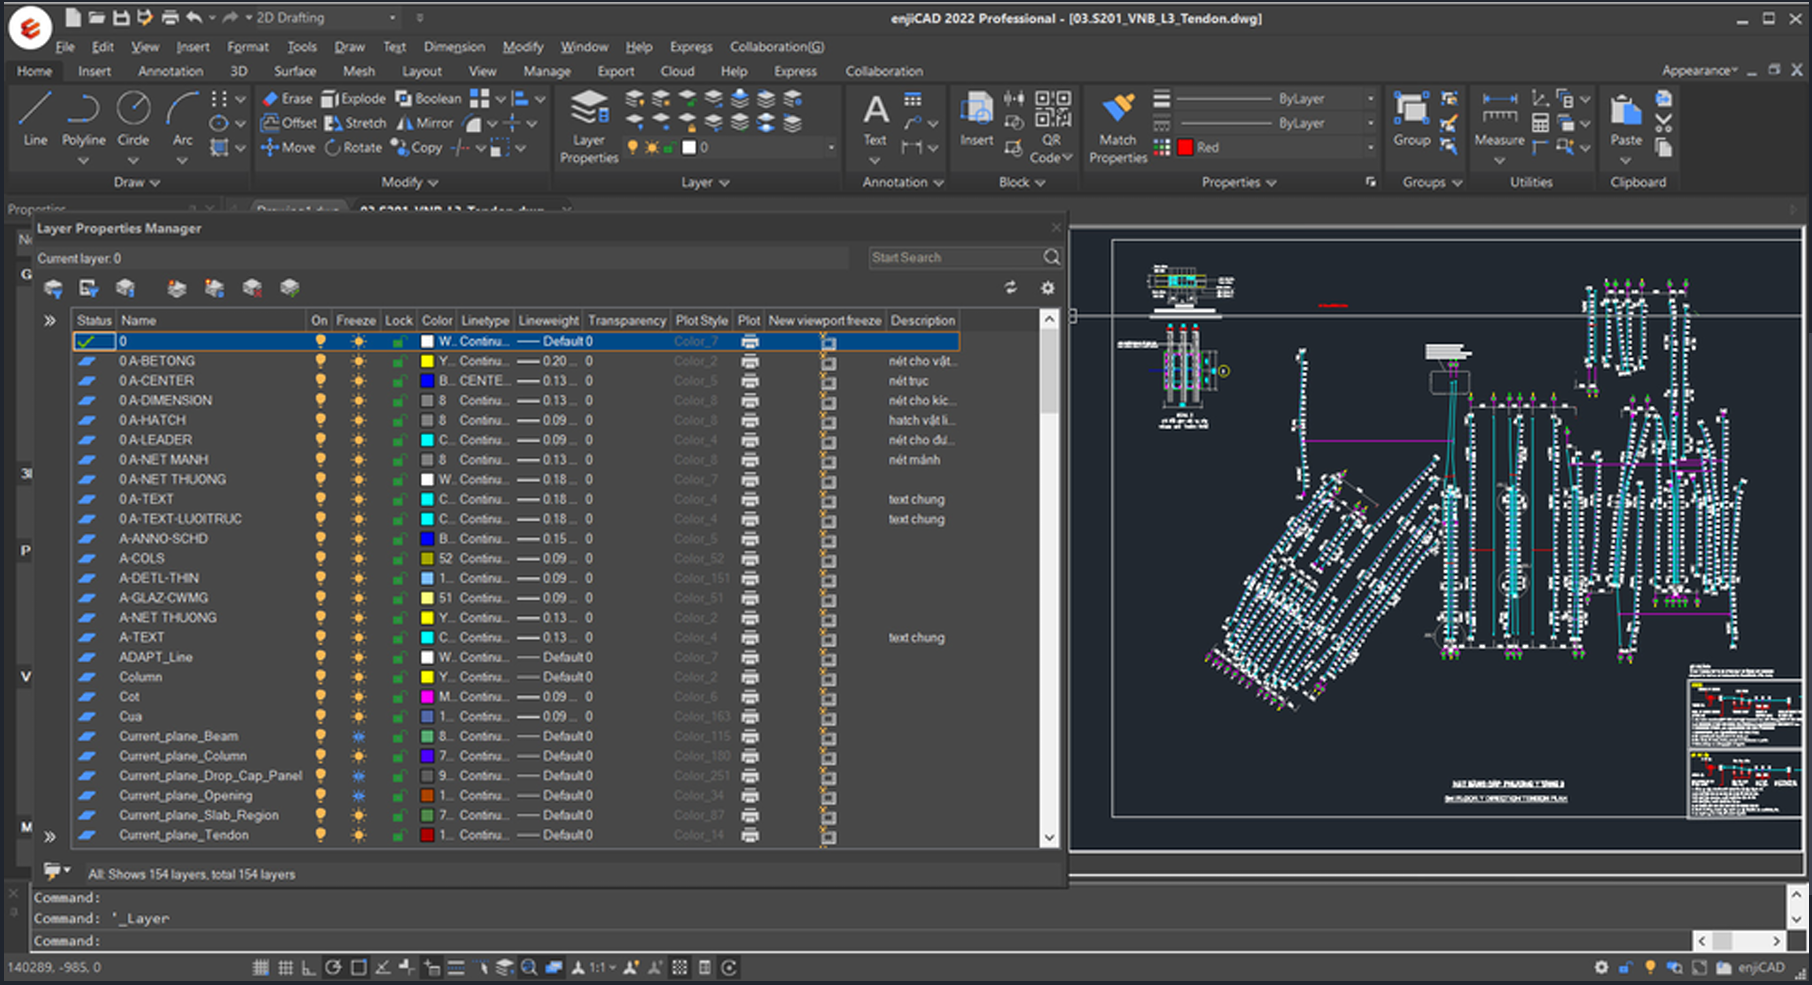 2D Drafting
enjiCAD 2022 Professional - [03.S201_VNB_L3_Tendon.dwg]
File Edit View Insert Format Tools Draw Text Dimension Modify Window Help Express Collaboration(G)
Home Insert Annotation 3D Surface Mesh Layout View Manage Export Cloud Help Express Collaboration Appearance
Line Polyline Circle Arc
Draw
Erase Explode Boolean
Offset Stretch Mirror
Move Rotate Copy
Modify
Layer Properties
0
Layer
Text
Annotation
Insert QR Code
Block
Match Properties
ByLayer
ByLayer
Red
Properties
Group
Groups
Measure
Utilities
Paste
Clipboard
Properties Drawing1.dwg 03.S201_VNB_L3_Tendon.dwg
Layer Properties Manager
Current layer: 0
Start Search
Status Name On Freeze Lock Color Linetype Lineweight Transparency Plot Style Plot New viewport freeze Description
0 W.. Continu... Default 0 Color_7
0 A-BETONG Y... Continu... 0.20 ... 0 Color_2 nét cho vật...
0 A-CENTER B... CENTE... 0.13 ... 0 Color_5 nét trục
0 A-DIMENSION 8 Continu... 0.13 ... 0 Color_8 nét cho kíc...
0 A-HATCH 8 Continu... 0.09 ... 0 Color_8 hatch vật li...
0 A-LEADER C... Continu... 0.09 ... 0 Color_4 nét cho đư...
0 A-NET MANH 8 Continu... 0.13 ... 0 Color_8 nét mảnh
0 A-NET THUONG W.. Continu... 0.18 ... 0 Color_7
0 A-TEXT C... Continu... 0.18 ... 0 Color_4 text chung
0 A-TEXT-LUOITRUC C... Continu... 0.18 ... 0 Color_4 text chung
A-ANNO-SCHD B... Continu... 0.15 ... 0 Color_5
A-COLS 52 Continu... 0.09 ... 0 Color_52
A-DETL-THIN 1... Continu... 0.09 ... 0 Color_151
A-GLAZ-CWMG 51 Continu... 0.09 ... 0 Color_51
A-NET THUONG Y... Continu... 0.13 ... 0 Color_2
A-TEXT C... Continu... 0.13 ... 0 Color_4 text chung
ADAPT_Line W.. Continu... Default 0 Color_7
Column Y... Continu... Default 0 Color_2
Cot M... Continu... 0.09 ... 0 Color_6
Cua 1... Continu... 0.09 ... 0 Color_163
Current_plane_Beam 8... Continu... Default 0 Color_115
Current_plane_Column 7... Continu... Default 0 Color_180
Current_plane_Drop_Cap_Panel 9... Continu... Default 0 Color_251
Current_plane_Opening 1... Continu... Default 0 Color_34
Current_plane_Slab_Region 7... Continu... Default 0 Color_87
Current_plane_Tendon 1... Continu... Default 0 Color_14
All: Shows 154 layers, total 154 layers
Command:
Command: '_Layer
Command:
140289, -985, 0
1:1
enjiCAD